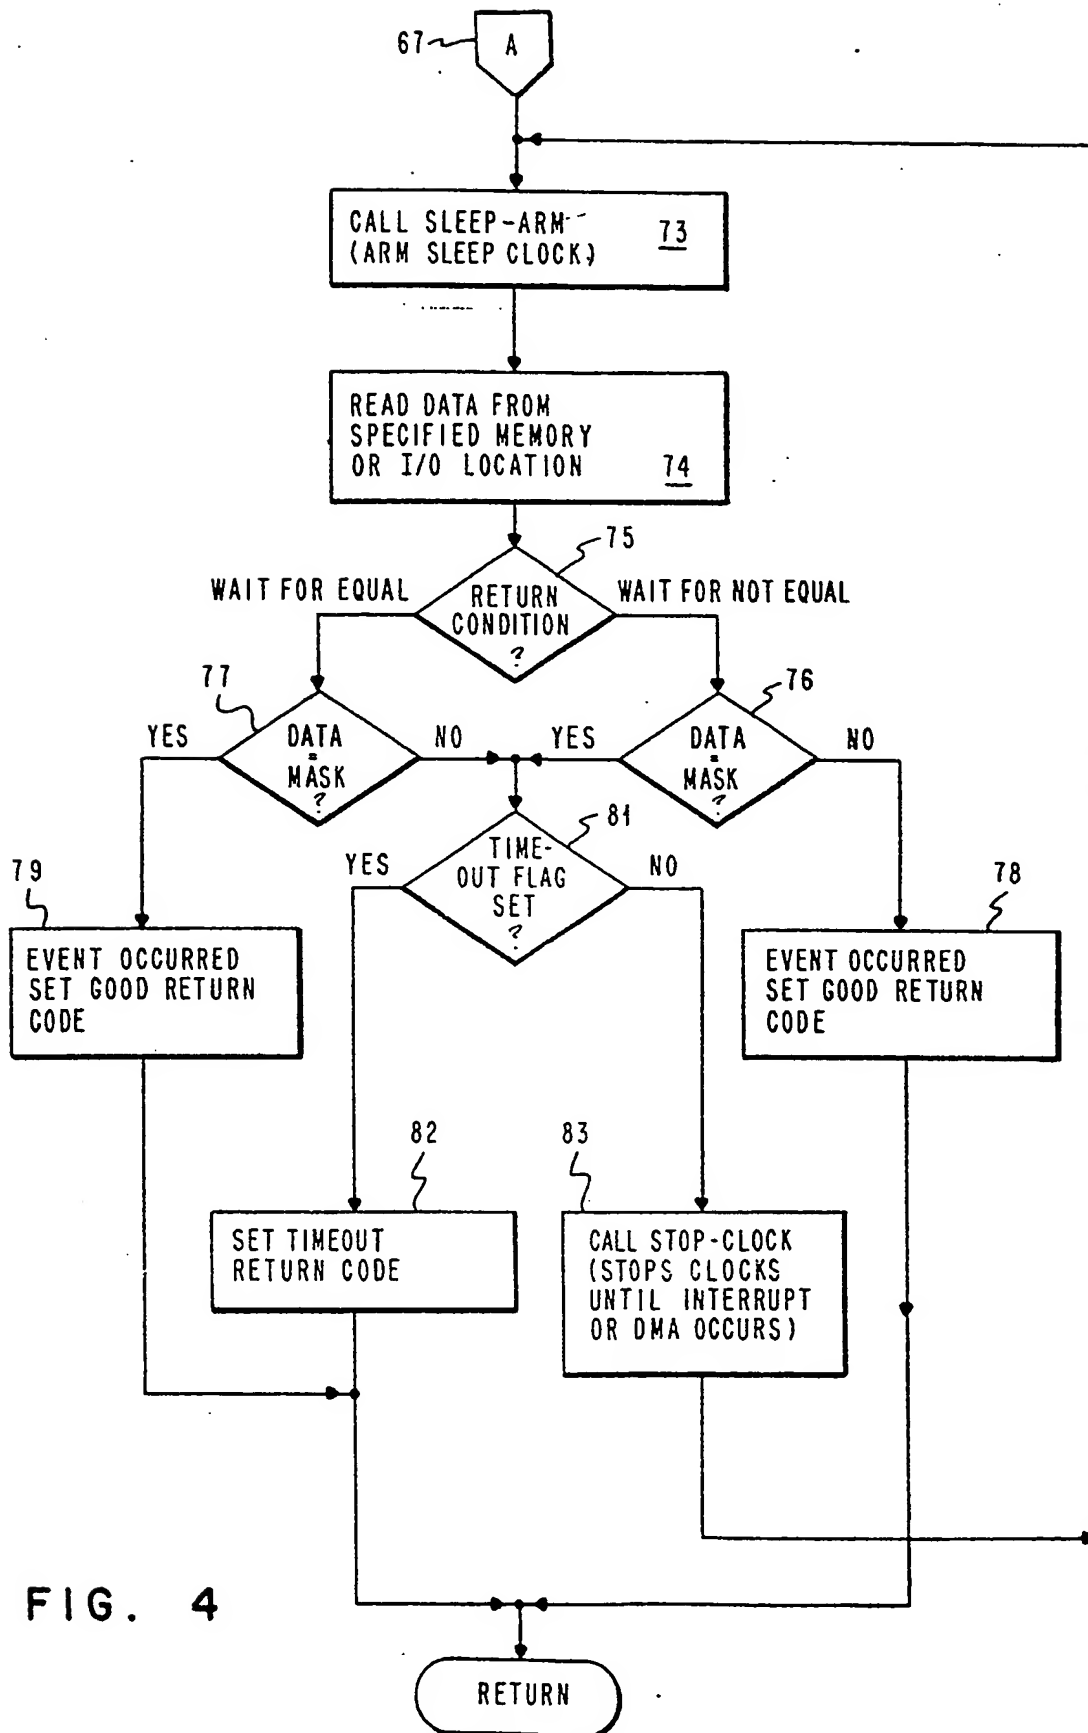 67
A
CALL SLEEP-ARM
(ARM SLEEP CLOCK)
73
READ DATA FROM
SPECIFIED MEMORY
OR I/O LOCATION
74
75
WAIT FOR EQUAL
RETURN
CONDITION
?
WAIT FOR NOT EQUAL
77
76
YES
DATA
=
MASK
?
NO
YES
DATA
=
MASK
?
NO
81
YES
TIME-
OUT FLAG
SET
?
NO
79
EVENT OCCURRED
SET GOOD RETURN
CODE
78
EVENT OCCURRED
SET GOOD RETURN
CODE
82
SET TIMEOUT
RETURN CODE
83
CALL STOP-CLOCK
(STOPS CLOCKS
UNTIL INTERRUPT
OR DMA OCCURS)
FIG. 4
RETURN